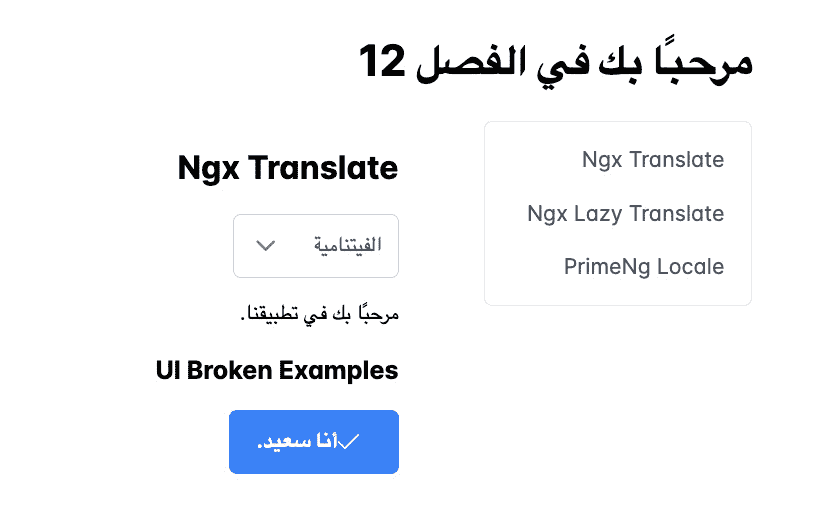 مرحبًا بك في الفصل 12
Ngx Translate
Ngx Lazy Translate
PrimeNg Locale
Ngx Translate
الفيتنامية
مرحبًا بك في تطبيقنا.
UI Broken Examples
أنا سعيد.